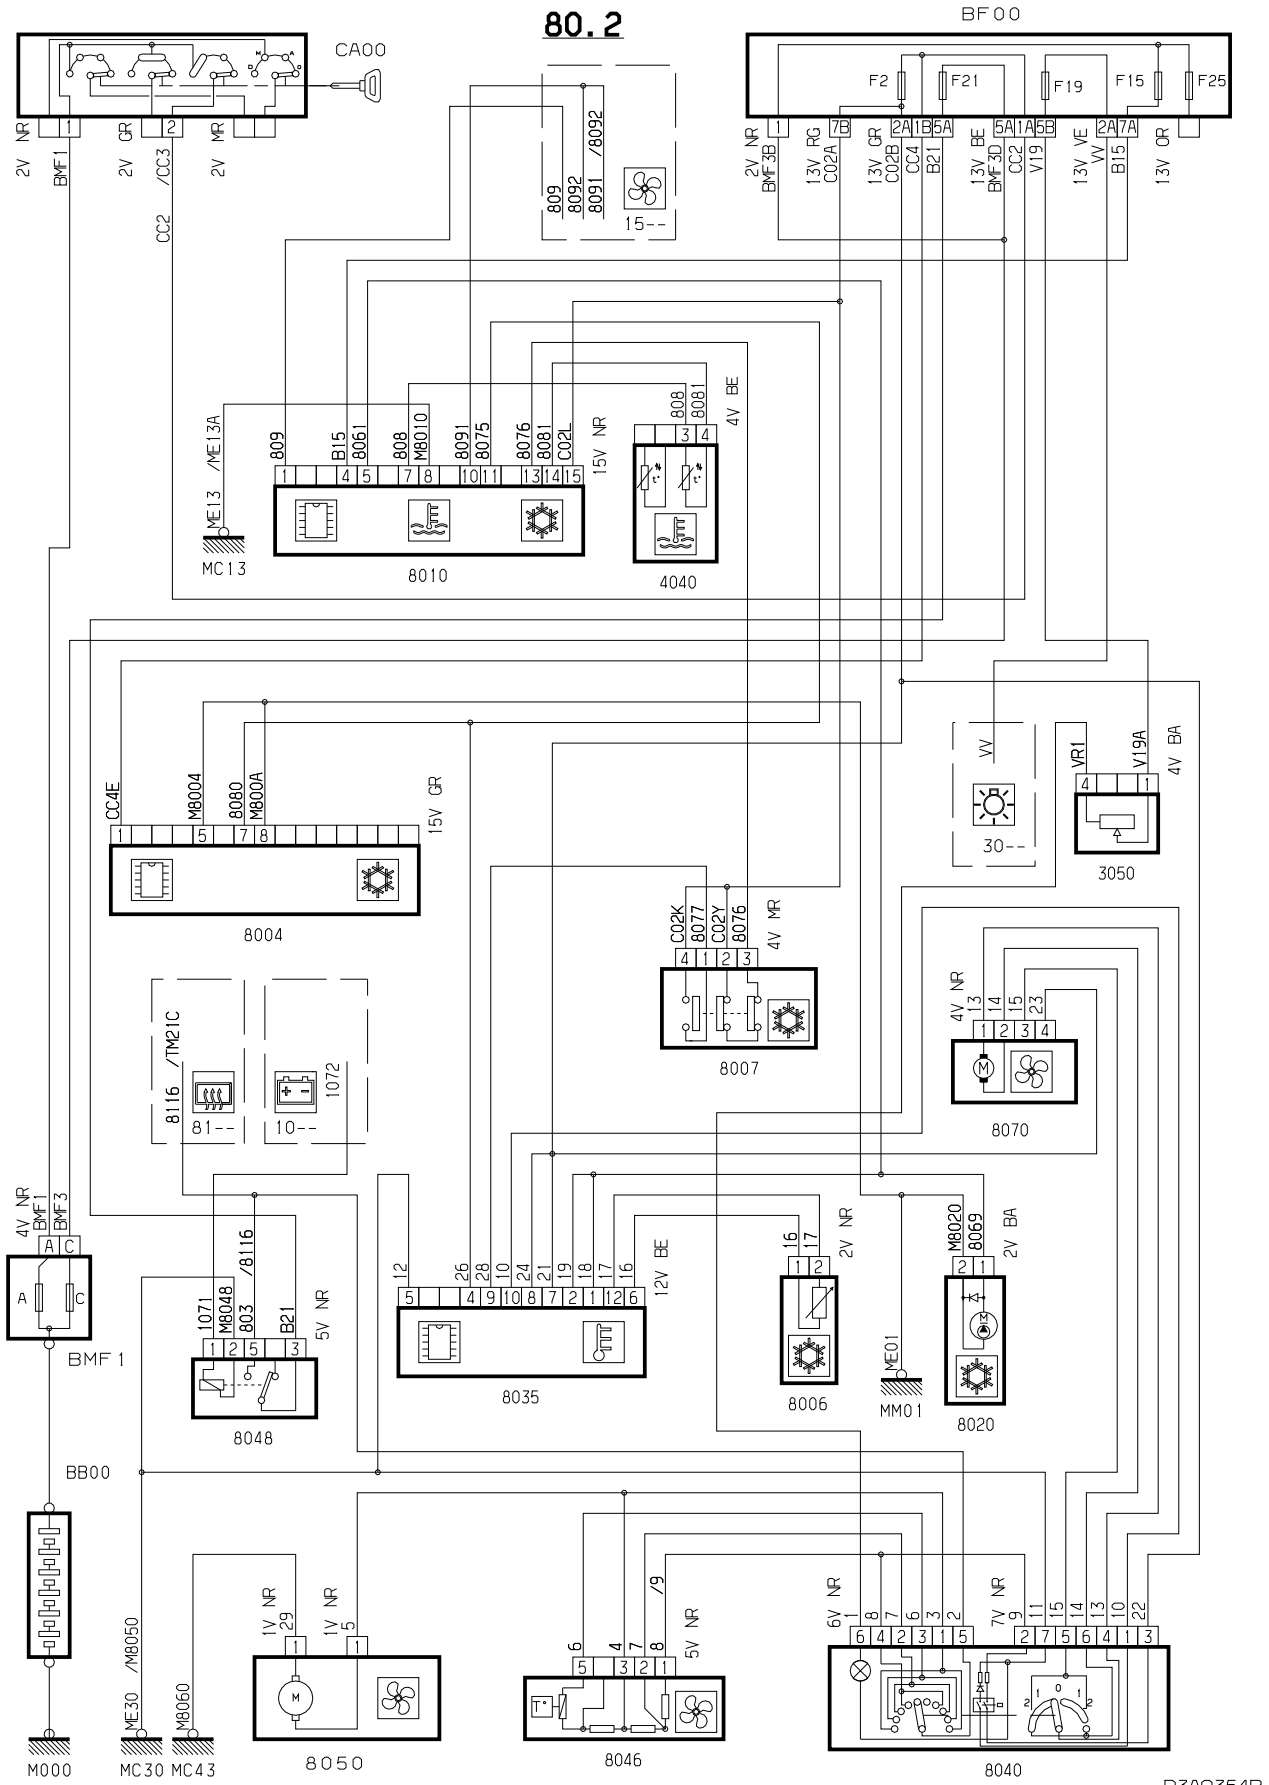 80.2
BF00
CA00
M A
D D
F2 F21 F19 F15 F25
1 2
2V NR
BMF1
2V GR
/CC3
2V MR
CC2
809
8092
8091 /8092
15--
1 7B 2A 1B 5A 5A 1A 5B 2A 7A
2V NR
BMF3B
13V RG
C02A
13V GR
C02B
CC4
B21
13V BE
BMF3D
CC2
V19
13V VE
VV
B15
13V OR
ME13 /ME13A
MC13
809
B15
8061
808
M8010
8091
8075
8076
8081
C02L
15V NR
1 4 5 7 8 10 11 13 14 15
8010
808
8081
4V BE
3 4
t° t°
4040
CC4E
M8004
8080
M800A
15V GR
1 5 7 8
8004
VV
30--
VR1
V19A
4V BA
4 1
3050
C02K
8077
C02Y
8076
4V MR
4 1 2 3
8007
4V NR
13
14
15
23
1 2 3 4
M
8070
8116 /TM21C
81--
1072
10--
4V NR
BMF1
BMF3
A C
A C
BMF1
1071
M8048
803
/8116
B21
5V NR
1 2 5 3
8048
12
26
28
10
24
21
19
18
17
16
12V BE
5 4 9 10 8 7 2 1 12 6
8035
16
17
2V NR
1 2
8006
ME01
MM01
M8020
8069
2V BA
2 1
M
8020
BB00
M000
ME30 /M8050
MC30
M8060
MC43
1V NR
29
1V NR
5
1 1
M
8050
6
4
7
/9
8
5V NR
5 3 2 1
T°
8046
6V NR
1
8
7
6
3
2
7V NR
9
11
15
14
13
10
22
6 4 2 3 1 5 2 7 5 6 4 1 3
2 1 0 1 2
8040
D3A0354D